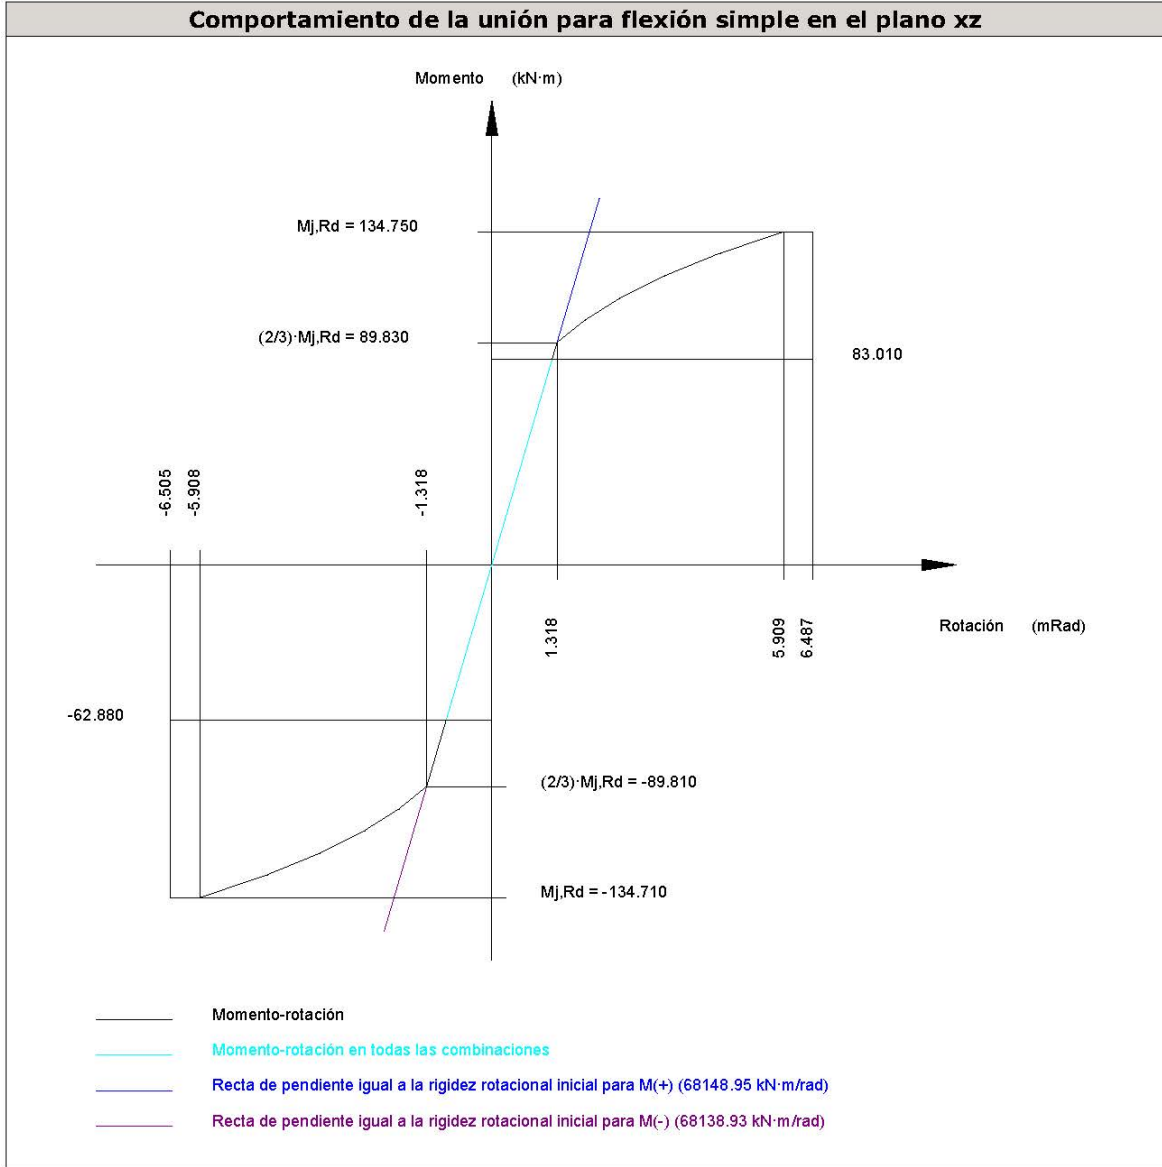 Comportamiento de la unión para flexión simple en el plano xz
Momento (kN·m)
Mj,Rd = 134.750
(2/3)·Mj,Rd = 89.830
83.010
-6.505
-5.908
-1.318
1.318
5.909
6.487
Rotación (mRad)
-62.880
(2/3)·Mj,Rd = -89.810
Mj,Rd = -134.710
Momento-rotación
Momento-rotación en todas las combinaciones
Recta de pendiente igual a la rigidez rotacional inicial para M(+) (68148.95 kN·m/rad)
Recta de pendiente igual a la rigidez rotacional inicial para M(-) (68138.93 kN·m/rad)